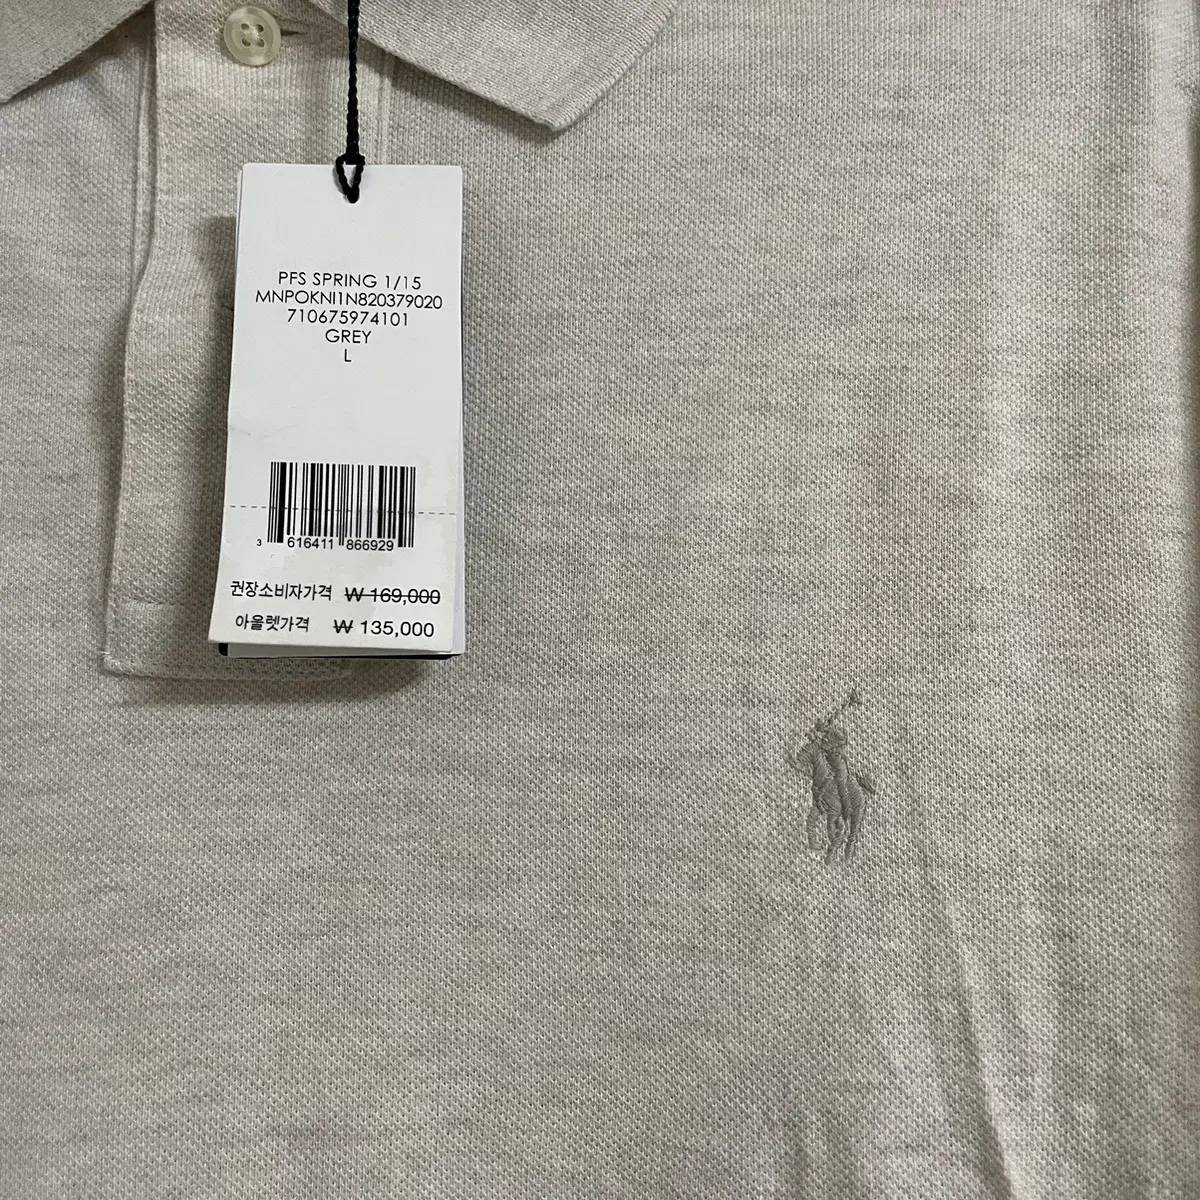 PFS SPRING 1/15
MNPOKNI1N820379020
710675974101
GREY
L
3 616411 866929
권장소비자가격 ₩ 169,000
아울렛가격 ₩ 135,000